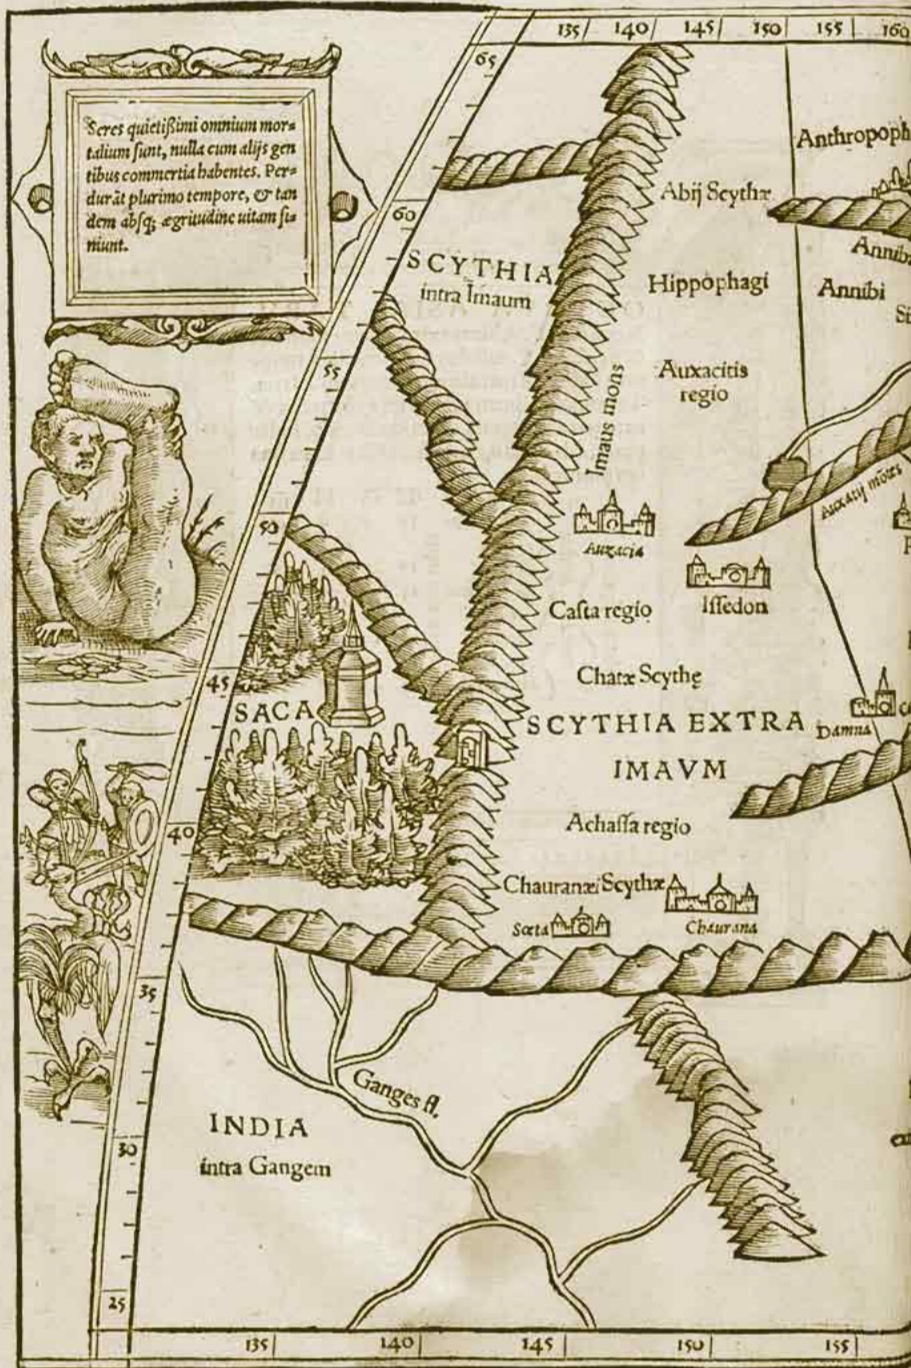 135 140 145 150 155 160
65
Seres quietißimi omnium mor=
talium sunt, nulla cum alijs gen
tibus commertia habentes. Per=
durāt plurimo tempore, & tan
dem absq; ægritudine uitam fi=
niunt.
Abij Scythæ
60
SCYTHIA
intra Imaum
Hippophagi
Annibi
55
Imaus mons
Auxacitis
regio
50
Auxacia
Auxacij mōtes
Issedon
Casta regio
45
Chatæ Scythę
SACA
SCYTHIA EXTRA
IMAVM
Damna
40
Achassa regio
Chauranæi Scythæ
Soeta
Chaurana
35
Ganges fl.
INDIA
intra Gangem
30
25
135 140 145 150 155